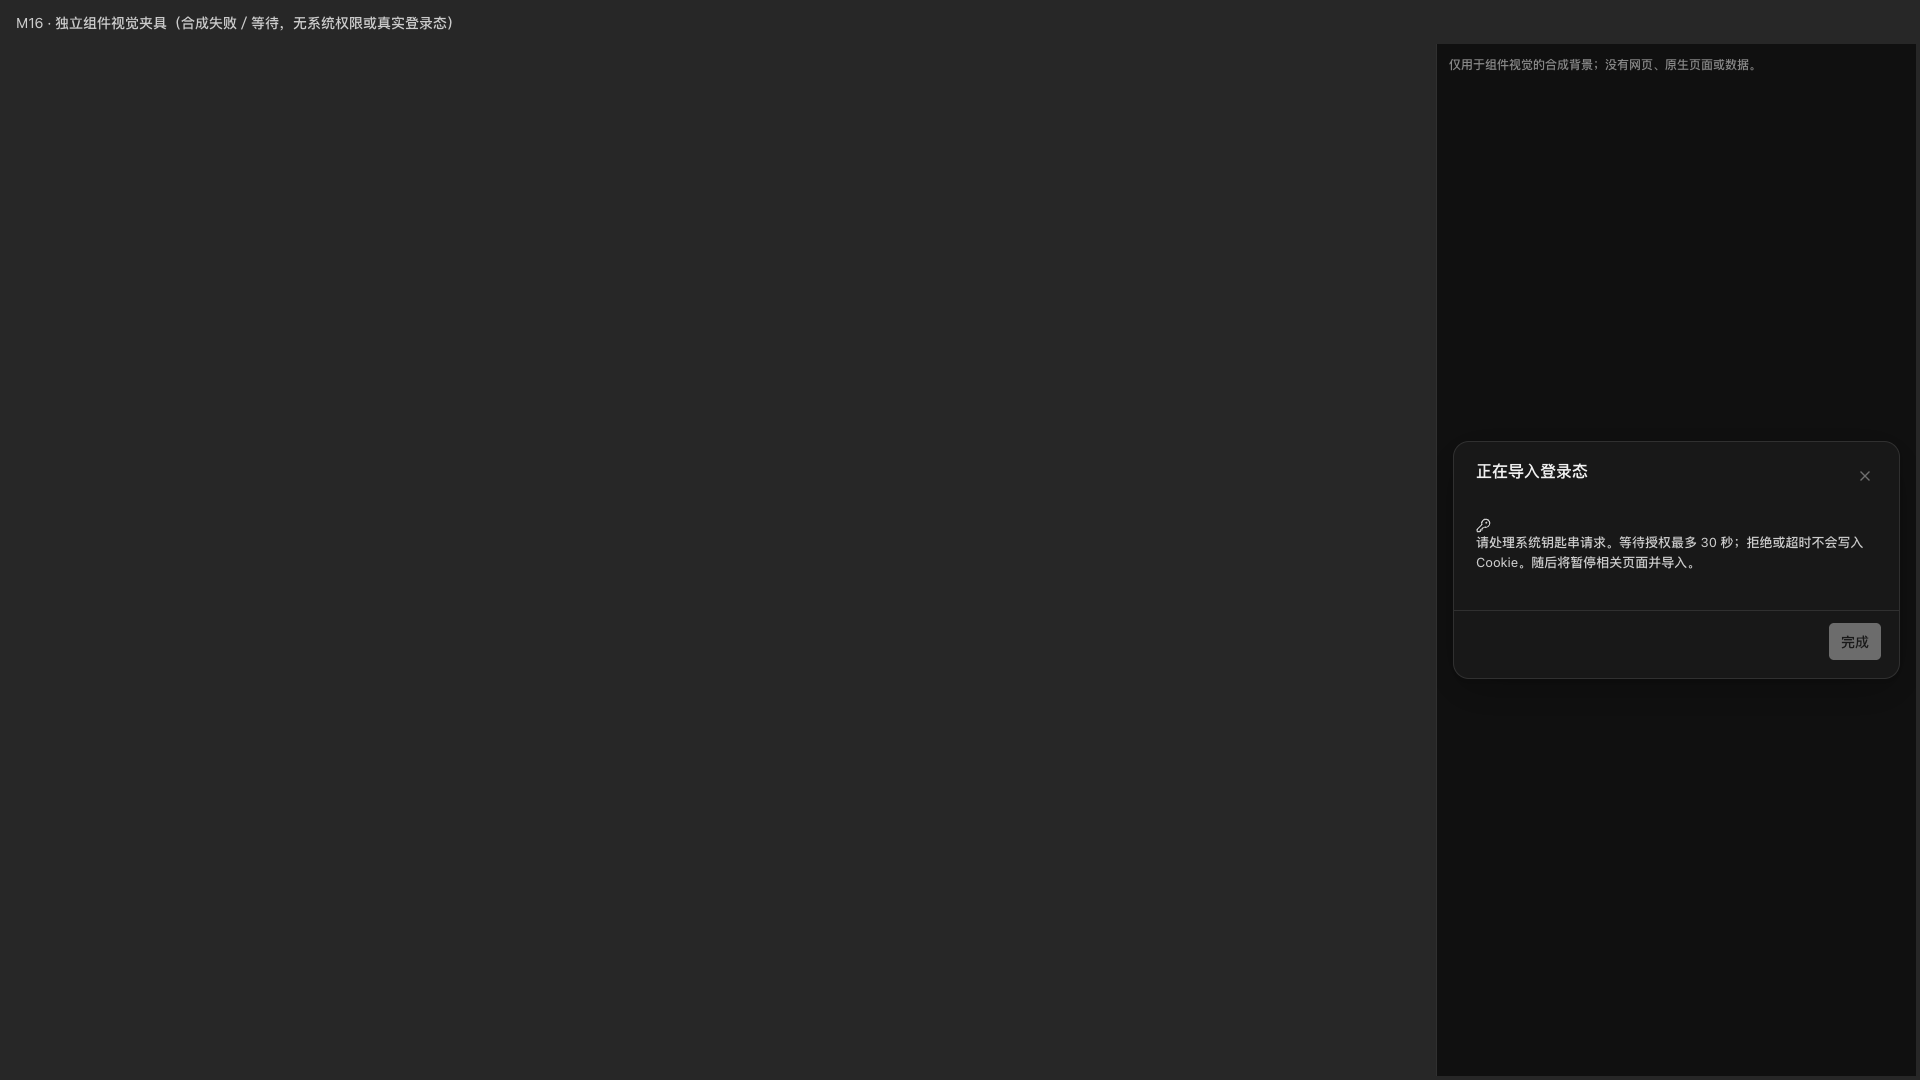 M16 · 独立组件视觉夹具（合成失败 / 等待，无系统权限或真实登录态）
仅用于组件视觉的合成背景；没有网页、原生页面或数据。
正在导入登录态
请处理系统钥匙串请求。等待授权最多 30 秒；拒绝或超时不会写入
Cookie。随后将暂停相关页面并导入。
完成